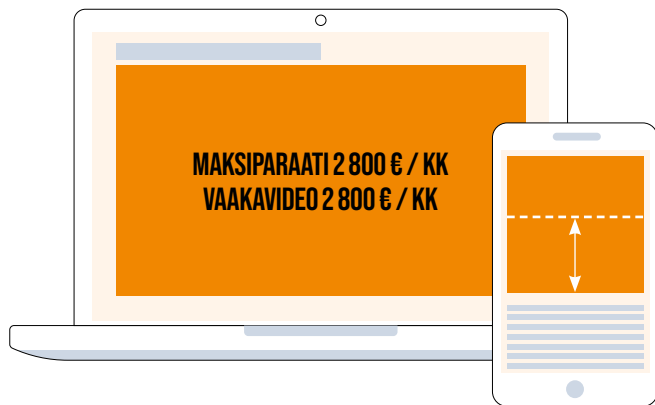 MAKSIPARAATI 2 800 € / KK
VAAKAVIDEO 2 800 € / KK